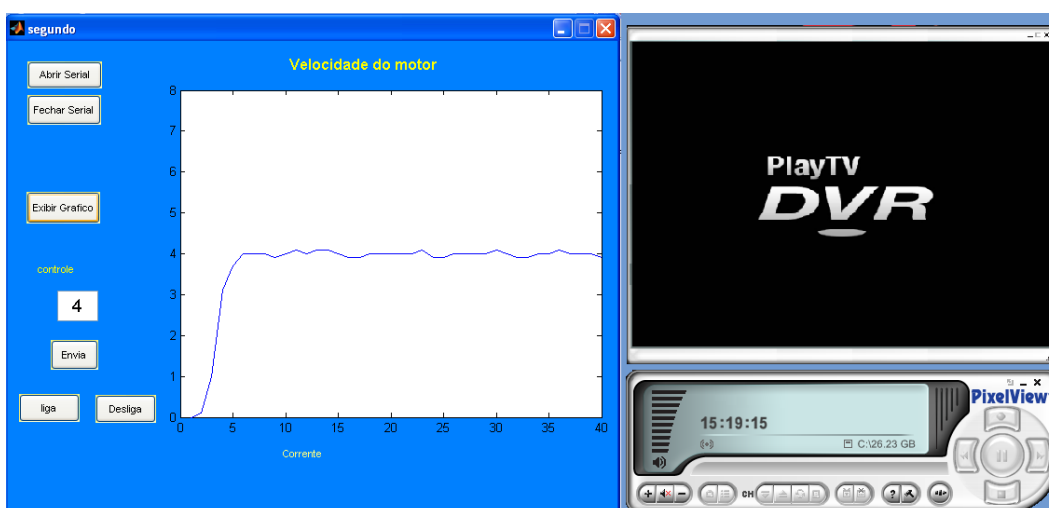 segundo
Abrir Serial
Fechar Serial
Exibir Grafico
controle
4
Envia
liga
Desliga
Velocidade do motor
8
7
6
5
4
3
2
1
0
0 5 10 15 20 25 30 35 40
Corrente
PlayTV
DVR
PixelView
15:19:15
C:\26.23 GB
CH